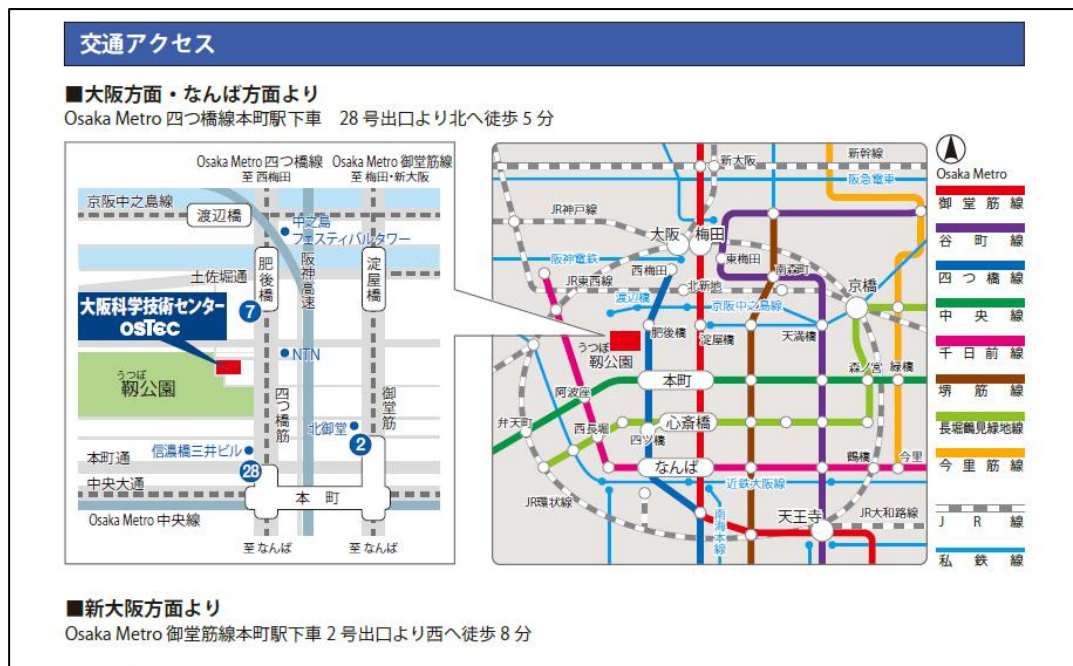 交通アクセス
■大阪方面・なんば方面より
Osaka Metro 四つ橋線本町駅下車　28 号出口より北へ徒歩 5 分
Osaka Metro 四つ橋線
至 西梅田
Osaka Metro 御堂筋線
至 梅田・新大阪
京阪中之島線
渡辺橋
中之島
フェスティバルタワー
肥後橋
阪神高速
淀屋橋
土佐堀通
大阪科学技術センター
OSTEC
7
NTN
うつぼ
靱公園
四つ橋筋
御堂筋
北御堂
2
信濃橋三井ビル
28
本町通
中央大通
本 町
Osaka Metro 中央線
至 なんば
至 なんば
新大阪
新幹線
阪急電車
JR神戸線
大阪
梅田
阪神電鉄
西梅田
東梅田
南森町
JR東西線
北新地
京橋
渡辺橋
京阪中之島線
肥後橋
淀屋橋
天満橋
うつぼ
靱公園
森ノ宮
緑橋
本町
阿波座
弁天町
西長堀
四ツ橋
心斎橋
なんば
鶴橋
今里
近鉄大阪線
JR環状線
南海本線
天王寺
JR大和路線
Osaka Metro
御堂筋線
谷町線
四つ橋線
中央線
千日前線
堺筋線
長堀鶴見緑地線
今里筋線
J R 線
私鉄線
■新大阪方面より
Osaka Metro 御堂筋線本町駅下車 2 号出口より西へ徒歩 8 分